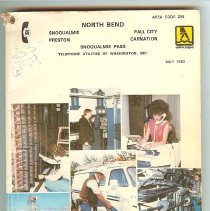 AREA CODE 206
NORTH BEND
SNOQUALMIE FALL CITY
PRESTON CARNATION
SNOQUALMIE PASS
TELEPHONE UTILITIES OF WASHINGTON, INC.
yellow pages
MAY 1982